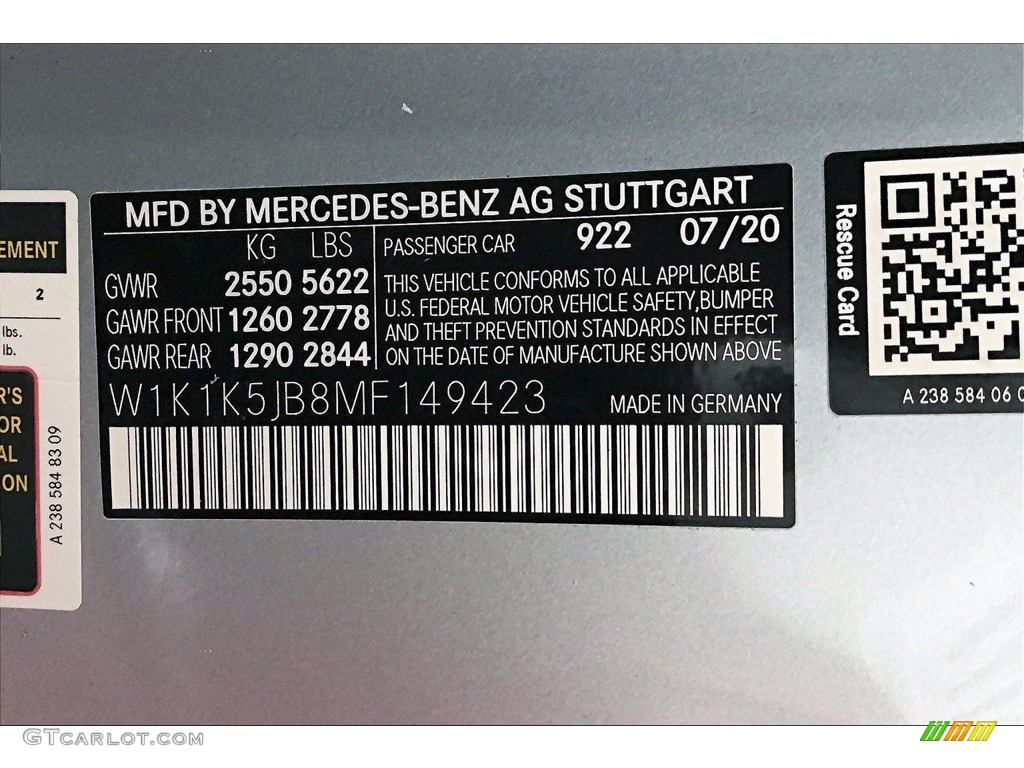 EMENT
2
lbs.
lb.
R'S
OR
AL
ON
A 238 584 83 09
MFD BY MERCEDES-BENZ AG STUTTGART
KG LBS
GVWR 2550 5622
GAWR FRONT 1260 2778
GAWR REAR 1290 2844
PASSENGER CAR 922 07/20
THIS VEHICLE CONFORMS TO ALL APPLICABLE
U.S. FEDERAL MOTOR VEHICLE SAFETY,BUMPER
AND THEFT PREVENTION STANDARDS IN EFFECT
ON THE DATE OF MANUFACTURE SHOWN ABOVE
W1K1K5JB8MF149423 MADE IN GERMANY
Rescue Card
A 238 584 06 0
GTCARLOT.COM